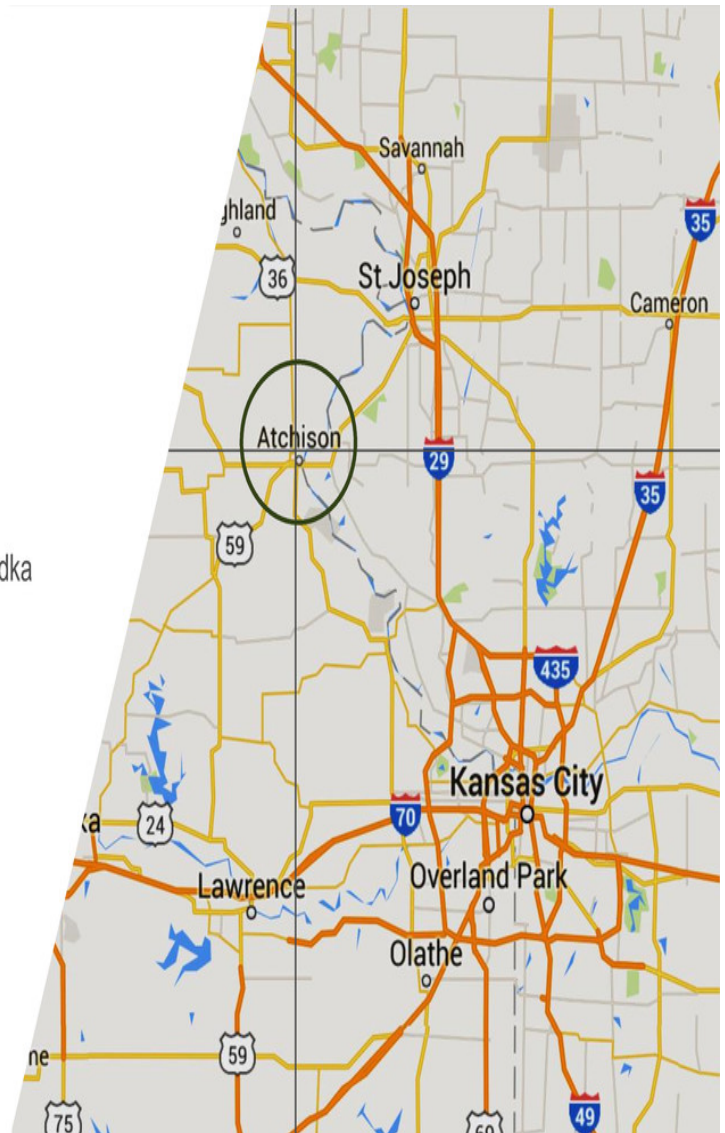 Savannah
ghland
35
36
St Joseph
Cameron
Atchison
29
35
59
dka
435
Kansas City
70
ka
24
Overland Park
Lawrence
Olathe
ne
59
75
69
49